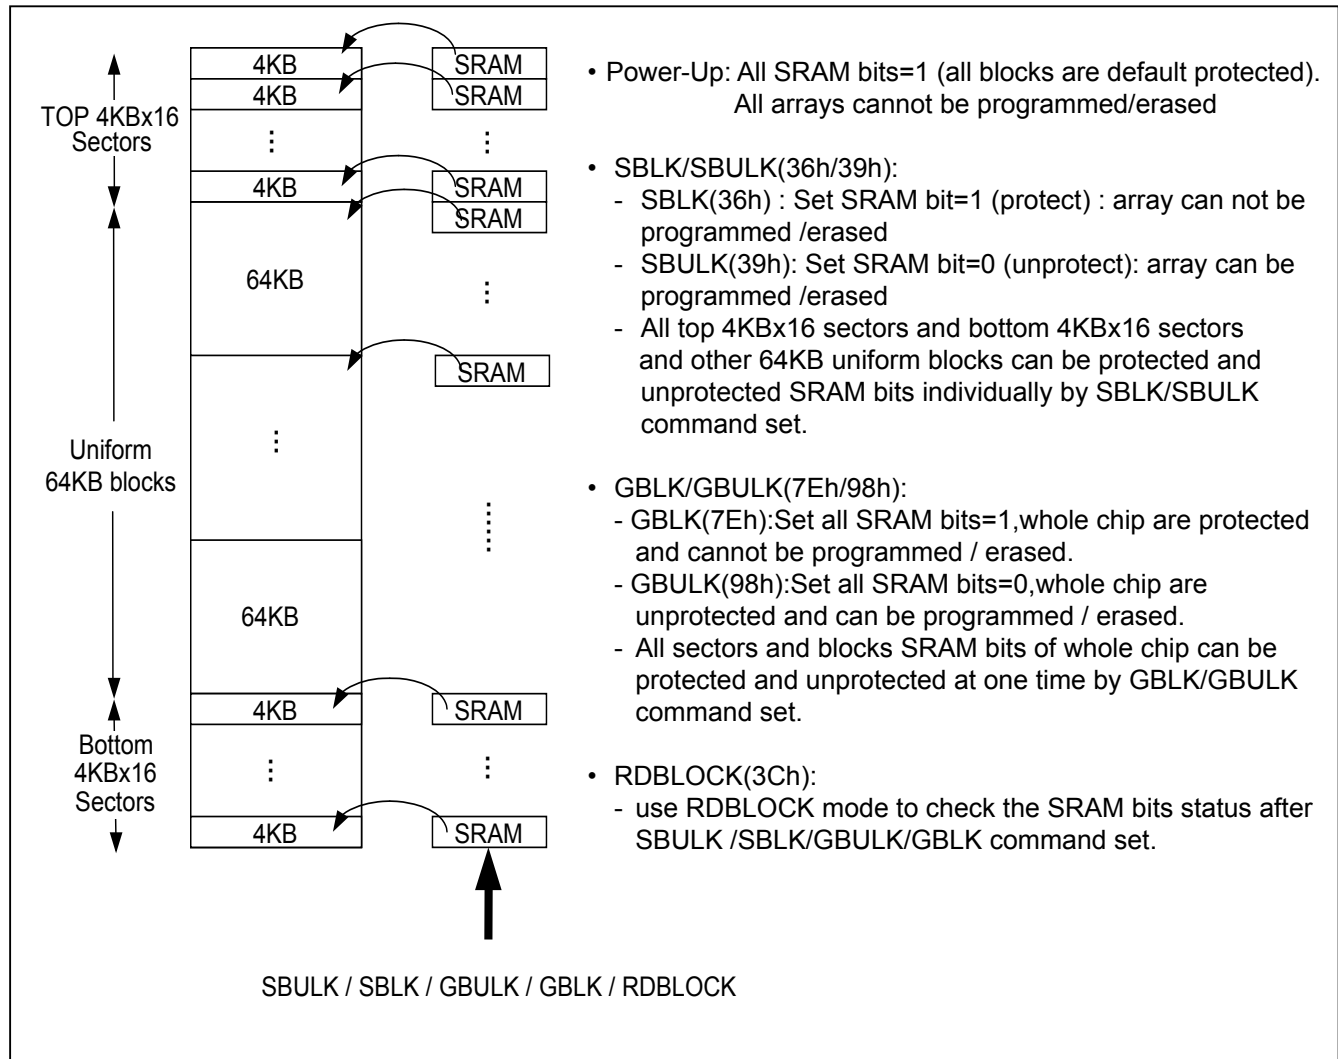 4KB
SRAM
4KB
SRAM
TOP 4KBx16
Sectors
4KB
SRAM
SRAM
64KB
SRAM
Uniform
64KB blocks
64KB
4KB
SRAM
Bottom
4KBx16
Sectors
4KB
SRAM
SBULK / SBLK / GBULK / GBLK / RDBLOCK
• Power-Up: All SRAM bits=1 (all blocks are default protected).
All arrays cannot be programmed/erased
• SBLK/SBULK(36h/39h):
- SBLK(36h) : Set SRAM bit=1 (protect) : array can not be
programmed /erased
- SBULK(39h): Set SRAM bit=0 (unprotect): array can be
programmed /erased
- All top 4KBx16 sectors and bottom 4KBx16 sectors
and other 64KB uniform blocks can be protected and
unprotected SRAM bits individually by SBLK/SBULK
command set.
• GBLK/GBULK(7Eh/98h):
- GBLK(7Eh):Set all SRAM bits=1,whole chip are protected
and cannot be programmed / erased.
- GBULK(98h):Set all SRAM bits=0,whole chip are
unprotected and can be programmed / erased.
- All sectors and blocks SRAM bits of whole chip can be
protected and unprotected at one time by GBLK/GBULK
command set.
• RDBLOCK(3Ch):
- use RDBLOCK mode to check the SRAM bits status after
SBULK /SBLK/GBULK/GBLK command set.